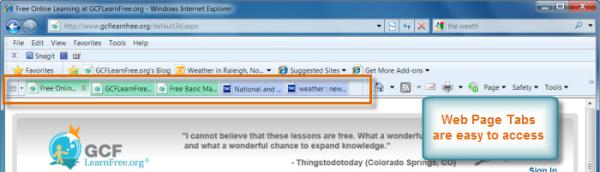 Free Online Learning at GCFLearnFree.org - Windows Internet Explorer
http://www.gcflearnfree.org/default3d.aspx
the weath
File Edit View Favorites Tools Help
x Snagit
Favorites GCFLearnFree.org's Blog Weather in Raleigh, No... Suggested Sites Get More Add-ons
Free Onlin... GCFLearnFree... Free Basic Ma... National and ... weather : new... Page Safety Tools
Web Page Tabs
are easy to access
GCF
LearnFree.org®
"I cannot believe that these lessons are free. What a wonderful
and what a wonderful chance to expand knowledge."
- Thingstodotoday (Colorado Springs, CO)
Sign In